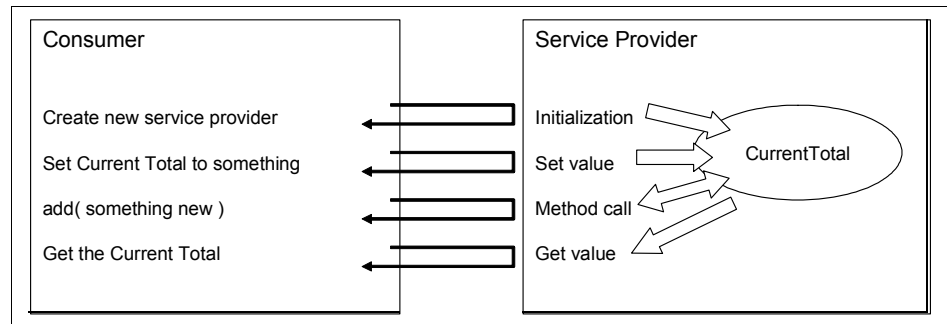 Consumer
Create new service provider
Set Current Total to something
add( something new )
Get the Current Total
Service Provider
Initialization
Set value
Method call
Get value
CurrentTotal